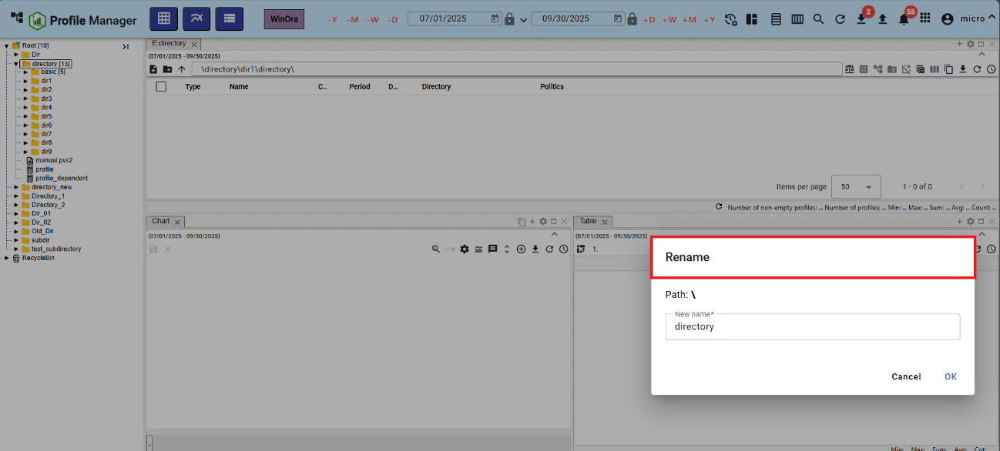 Profile Manager
WinOra
-Y -M -W -D
07/01/2025
09/30/2025
+D +W +M +Y
2
55
micro
Root [10]
Dir
directory [13]
basic [5]
dir1
dir2
dir3
dir4
dir5
dir6
dir7
dir8
dir9
manual.pvs2
profile
profile_dependent
directory_new
Directory_1
Directory_2
Dir_01
Dir_02
Old_Dir
subdir
test_subdirectory
RecycleBin
E:directory
(07/01/2025 - 09/30/2025)
\directory\dir1\directory\
Type Name C... Period D... Directory Politics
Items per page 50 1 - 0 of 0
Number of non-empty profiles: ... Number of profiles: ... Min: ... Max: ... Sum: ... Avg: ... Count: ...
Chart
(07/01/2025 - 09/30/2025)
Table
(07/01/2025 - 09/30/2025)
1.
Rename
Path: \
New name*
directory
Cancel OK
Min: Max: Sum: Avg: Cnt: